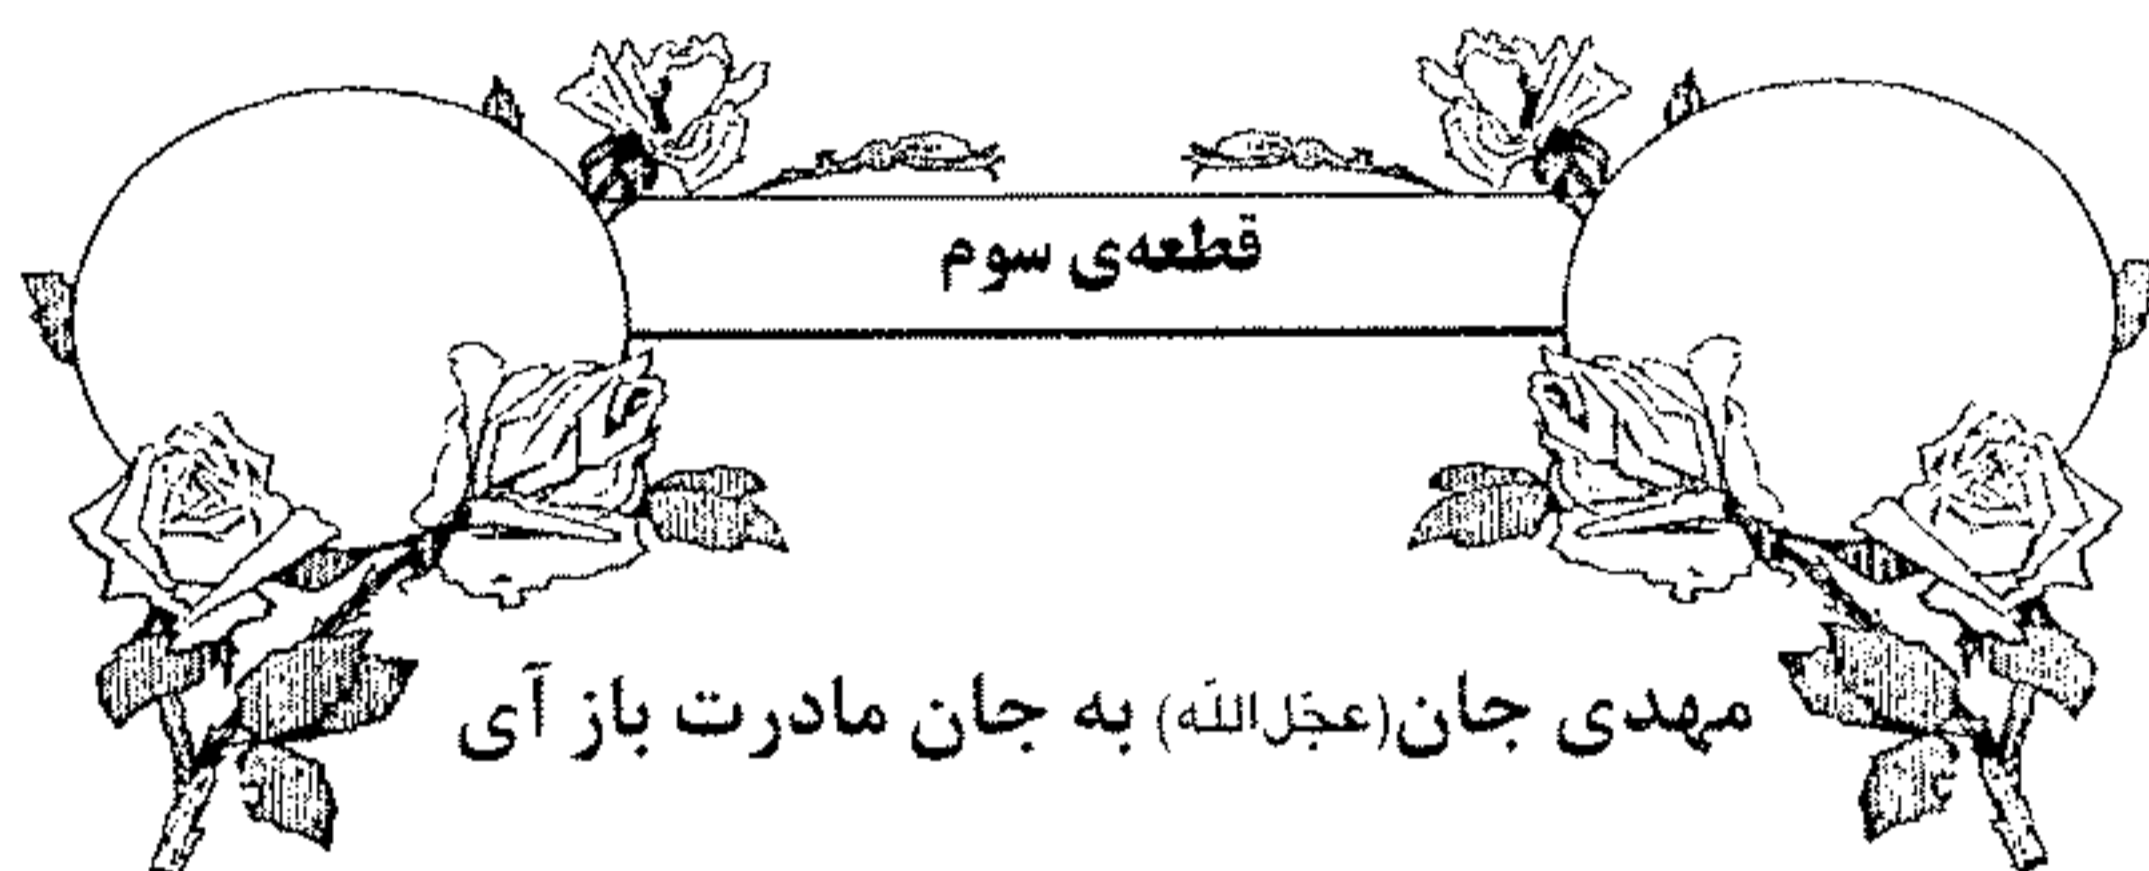 قطعه‌ی سوم
مهدی جان(عجّل‌الله) به جان مادرت باز آی